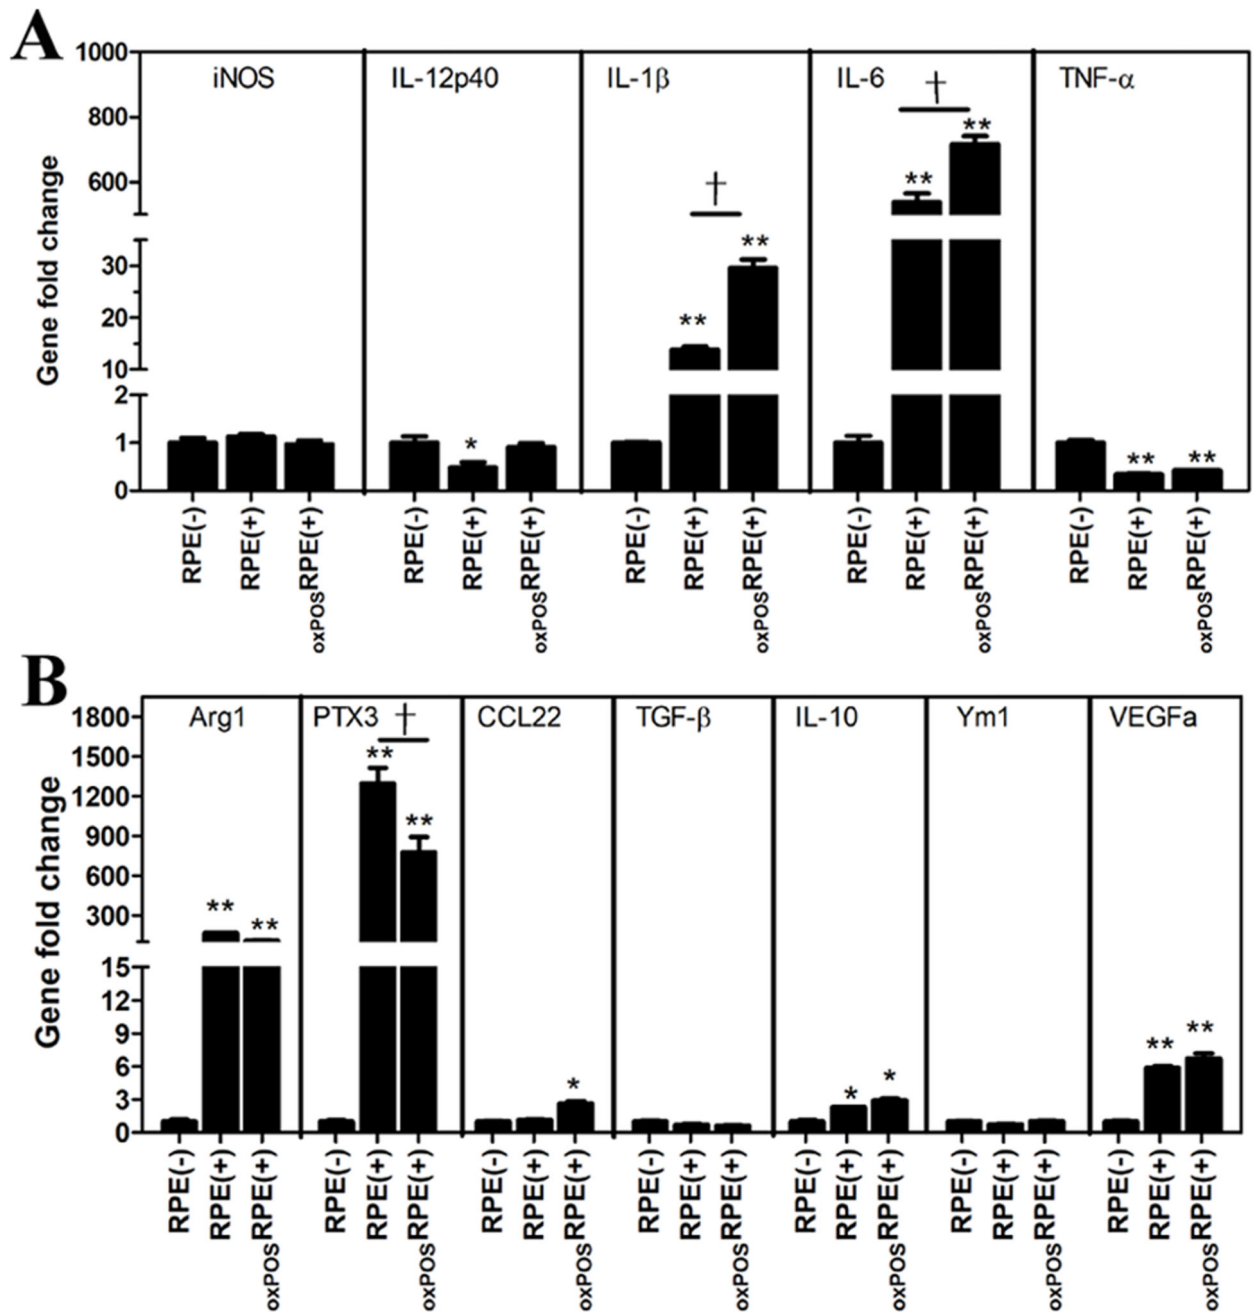 A
1000
iNOS
IL-12p40
IL-1β
IL-6
†
TNF-α
800
**
600
†
**
Gene fold change
**
30
**
20
10
2
1
*
**
**
0
RPE(-)
RPE(+)
oxPOSRPE(+)
RPE(-)
RPE(+)
oxPOSRPE(+)
RPE(-)
RPE(+)
oxPOSRPE(+)
RPE(-)
RPE(+)
oxPOSRPE(+)
RPE(-)
RPE(+)
oxPOSRPE(+)
B
1800
Arg1
PTX3
†
CCL22
TGF-β
IL-10
Ym1
VEGFa
1500
**
1200
900
**
600
300
**
**
Gene fold change
15
12
9
6
3
0
*
*
*
**
**
RPE(-)
RPE(+)
oxPOSRPE(+)
RPE(-)
RPE(+)
oxPOSRPE(+)
RPE(-)
RPE(+)
oxPOSRPE(+)
RPE(-)
RPE(+)
oxPOSRPE(+)
RPE(-)
RPE(+)
oxPOSRPE(+)
RPE(-)
RPE(+)
oxPOSRPE(+)
RPE(-)
RPE(+)
oxPOSRPE(+)